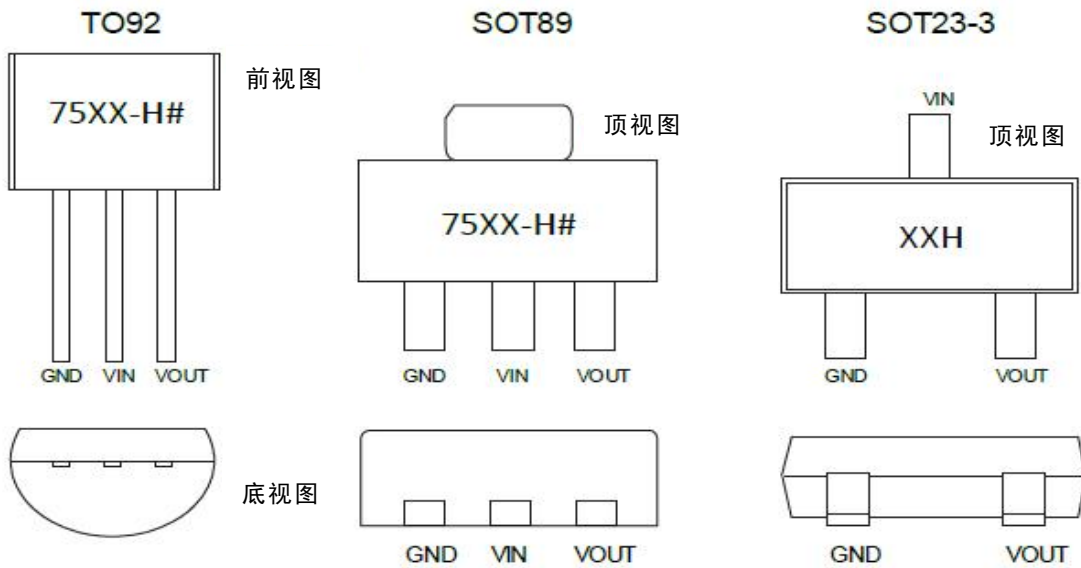 TO92
SOT89
SOT23-3
前视图
75XX-H#
GND VIN VOUT
底视图
顶视图
75XX-H#
GND VIN VOUT
GND VIN VOUT
VIN
顶视图
XXH
GND VOUT
GND VOUT